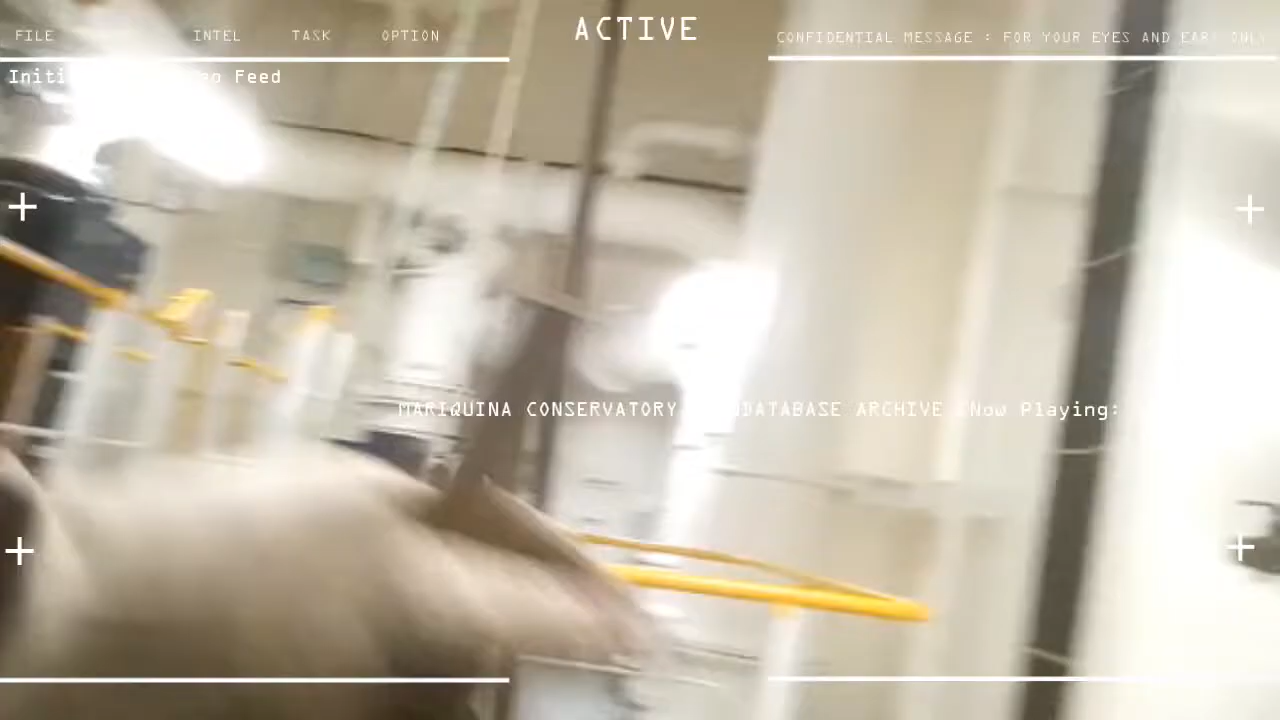 FILE INTEL TASK OPTION
ACTIVE
CONFIDENTIAL MESSAGE : FOR YOUR EYES AND EARS ONLY
Feed
MARIQUINA CONSERVATORY DATABASE ARCHIVE Now Playing: